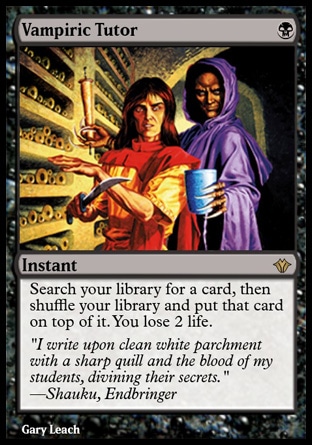 Vampiric Tutor
Instant
Search your library for a card, then
shuffle your library and put that card
on top of it. You lose 2 life.
"I write upon clean white parchment
with a sharp quill and the blood of my
students, divining their secrets."
—Shauku, Endbringer
Gary Leach